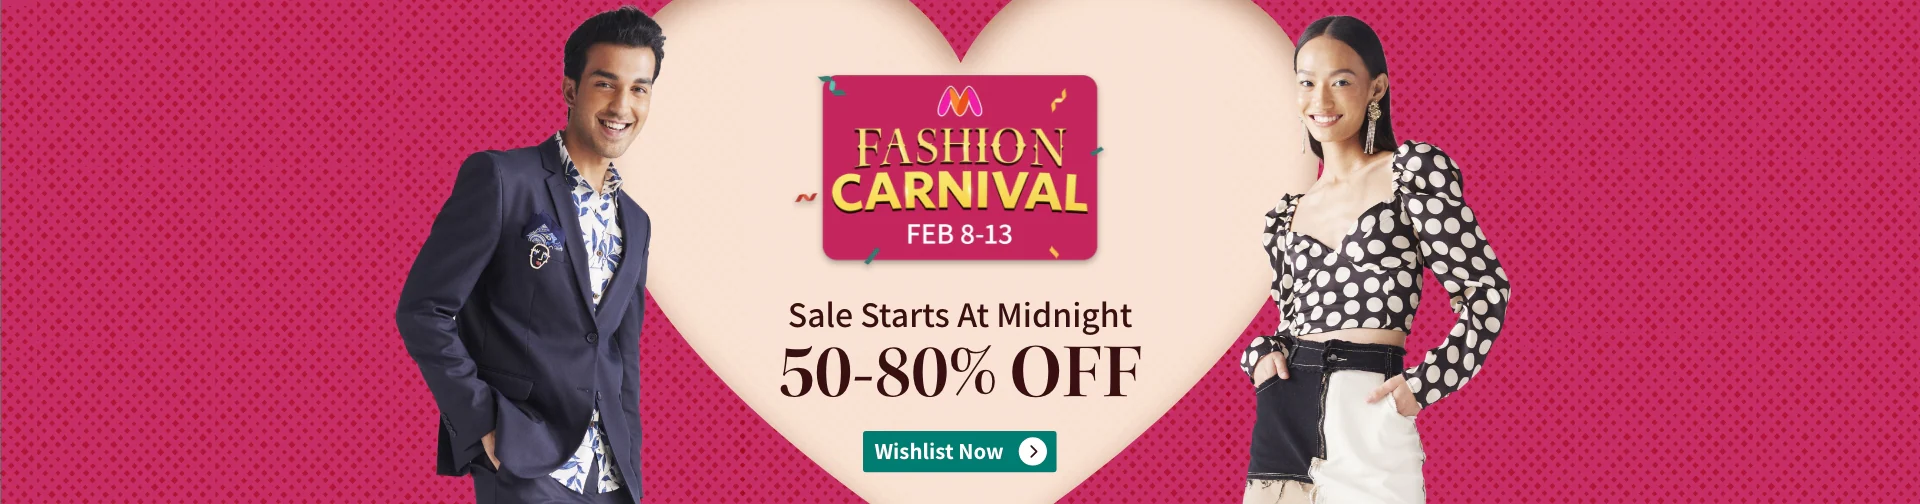 FASHION
CARNIVAL
FEB 8-13
Sale Starts At Midnight
50-80% OFF
Wishlist Now